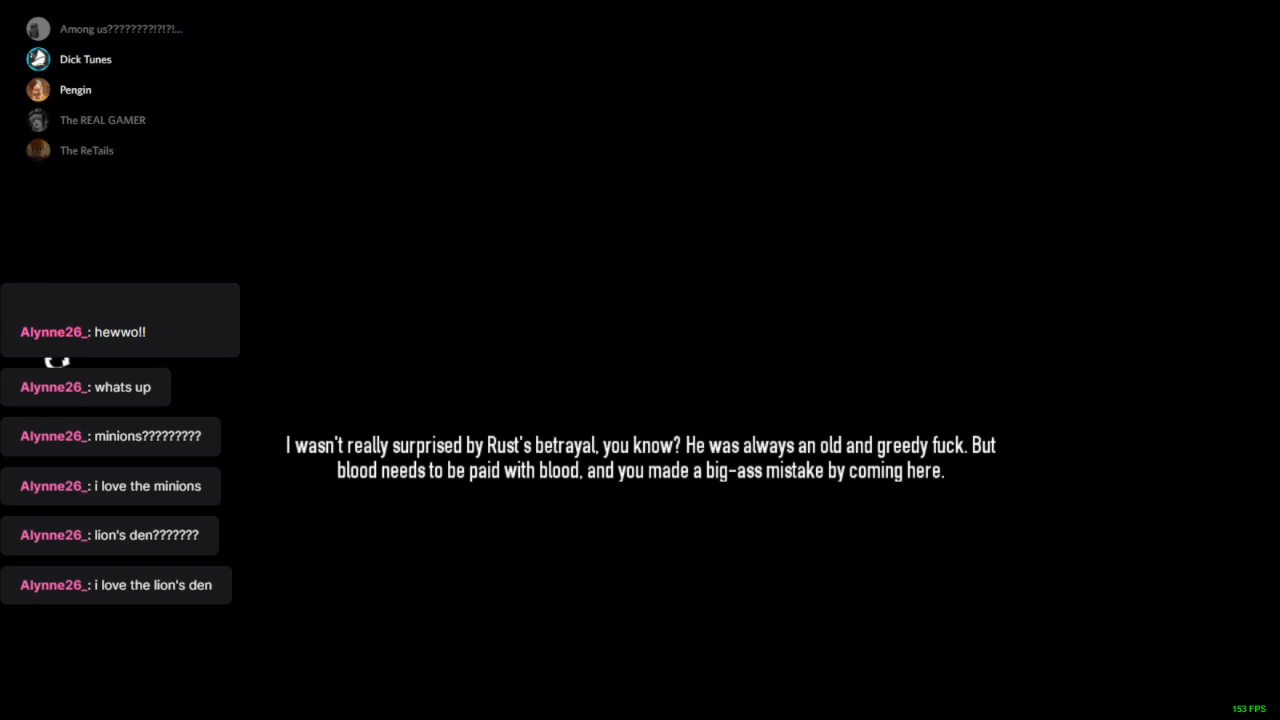 Among us????????!?!?!...
Dick Tunes
Pengin
The REAL GAMER
The ReTails
Alynne26_: hewwo!!
Alynne26_: whats up
Alynne26_: minions?????????
Alynne26_: i love the minions
Alynne26_: lion's den???????
Alynne26_: i love the lion's den
I wasn't really surprised by Rust's betrayal, you know? He was always an old and greedy fuck. But
blood needs to be paid with blood, and you made a big-ass mistake by coming here.
153 FPS